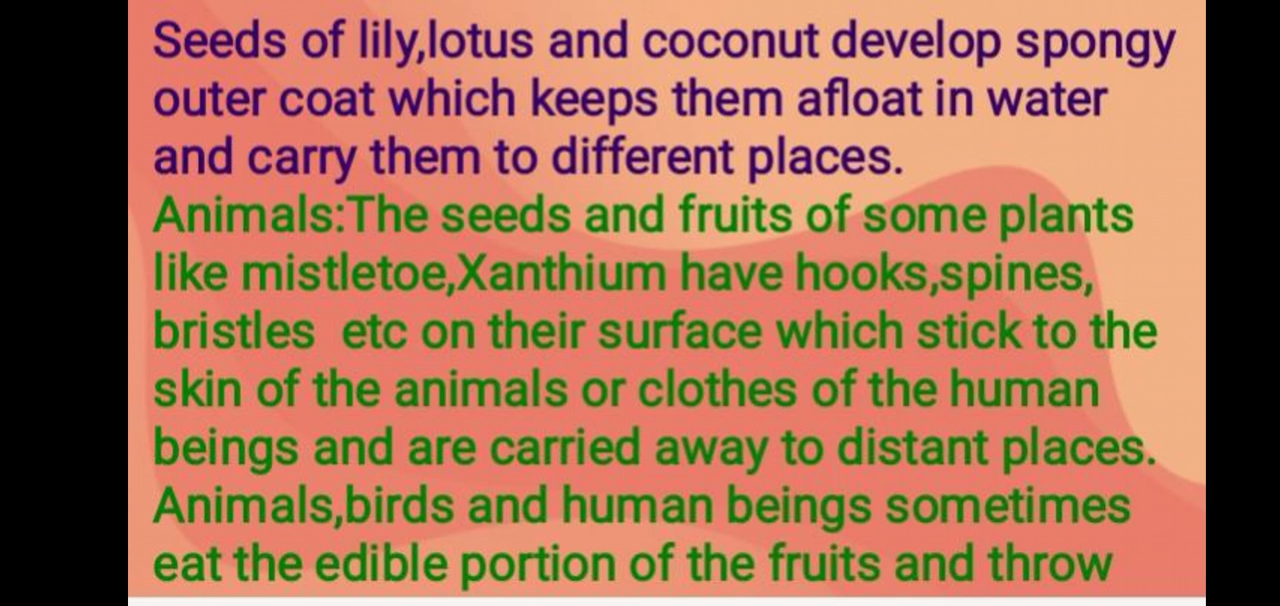 Seeds of lily,lotus and coconut develop spongy
outer coat which keeps them afloat in water
and carry them to different places.
Animals:The seeds and fruits of some plants
like mistletoe,Xanthium have hooks,spines,
bristles  etc on their surface which stick to the
skin of the animals or clothes of the human
beings and are carried away to distant places.
Animals,birds and human beings sometimes
eat the edible portion of the fruits and throw